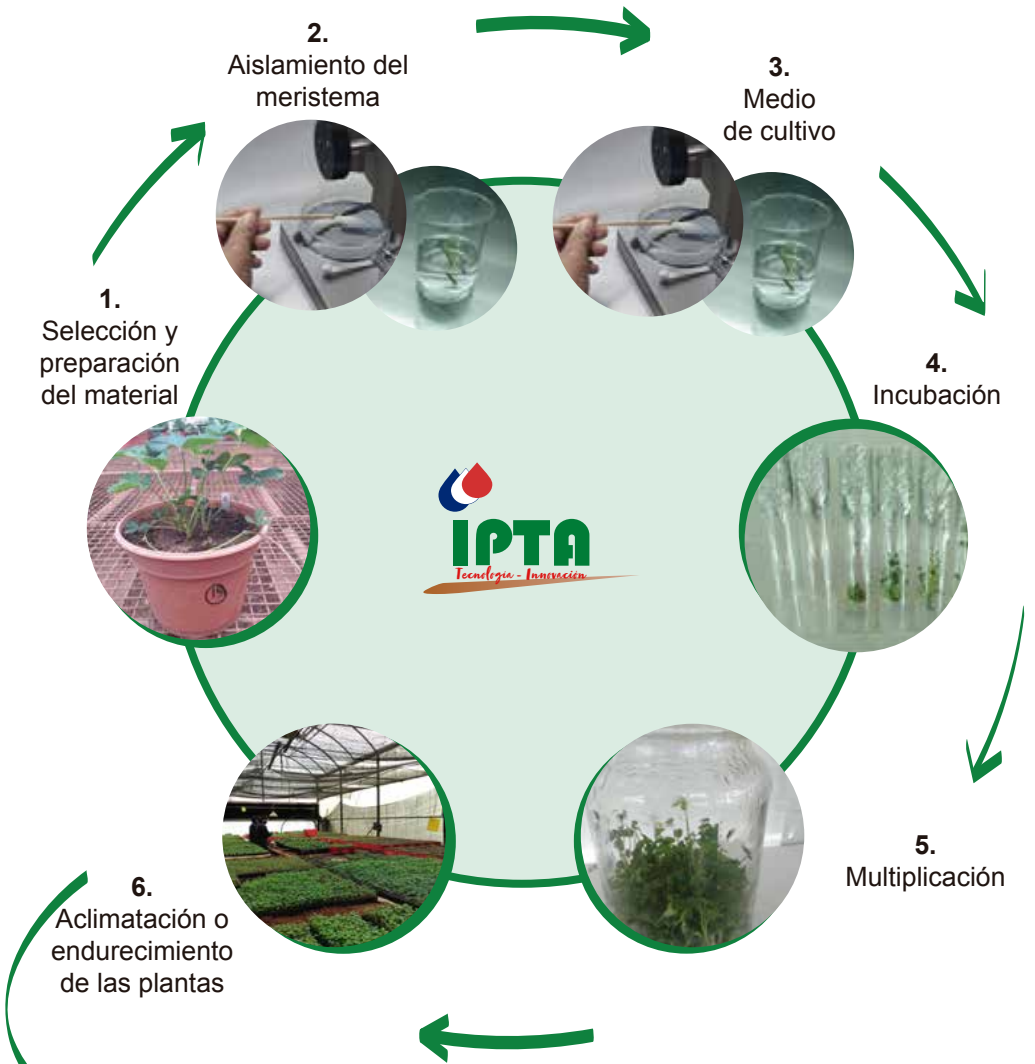 1.
Selección y
preparación
del material
2.
Aislamiento del
meristema
3.
Medio
de cultivo
4.
Incubación
5.
Multiplicación
6.
Aclimatación o
endurecimiento
de las plantas
IPTA
Tecnología - Innovación